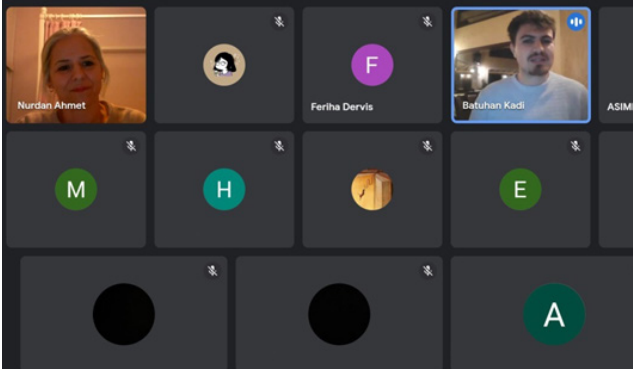 Nurdan Ahmet
F
Feriha Dervis
Batuhan Kadi
ASIMI
M
H
E
A